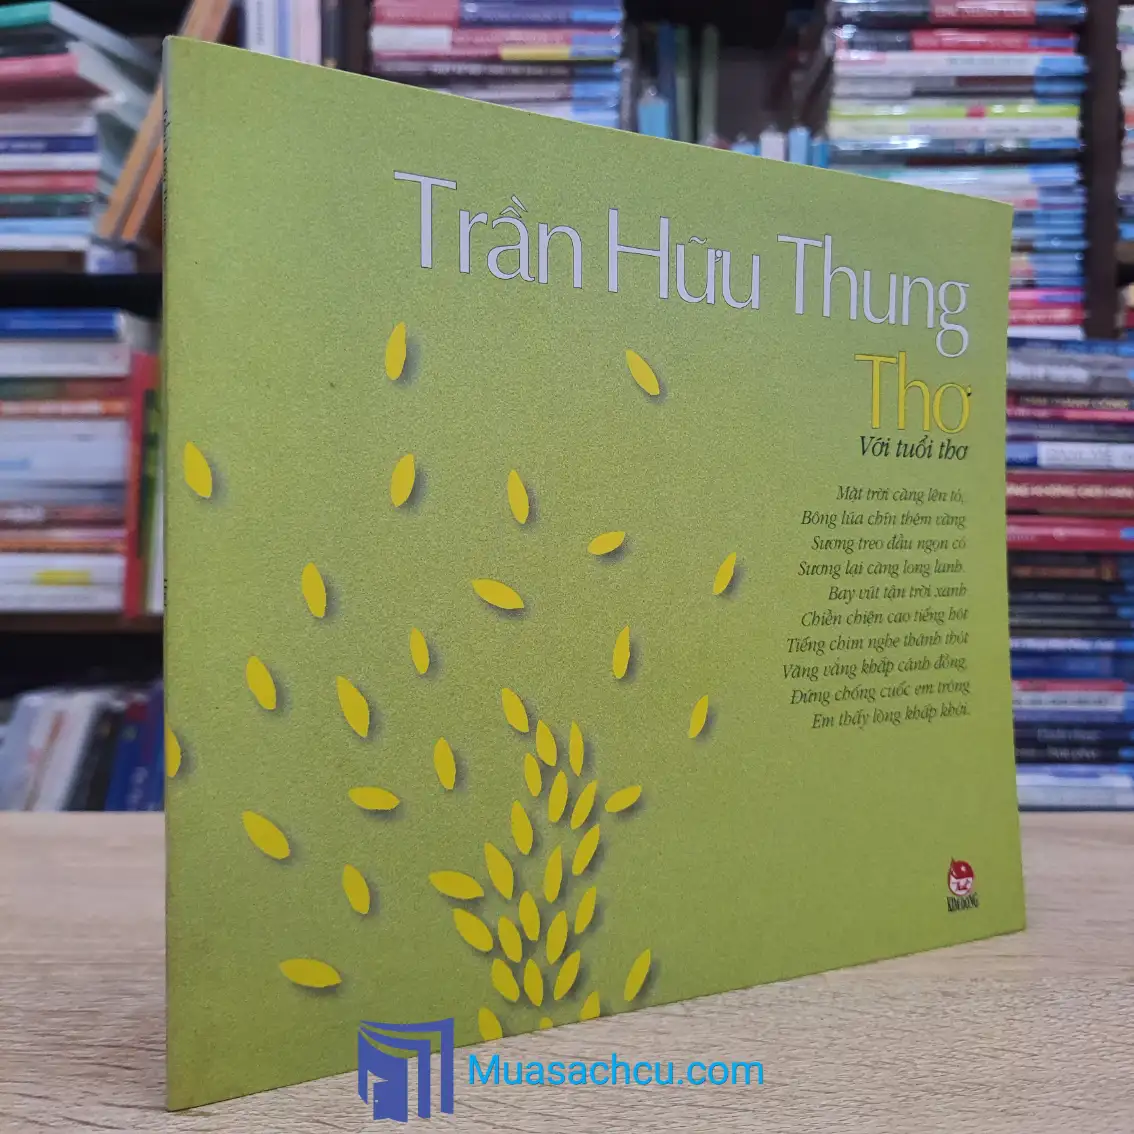 Trần Hữu Thung
Thơ
Với tuổi thơ
Mặt trời càng lên tỏ,
Bông lúa chín thêm vàng
Sương treo đầu ngọn cỏ
Sương lại càng long lanh.
Bay vút tận trời xanh
Chiền chiện cao tiếng hót
Tiếng chim nghe thánh thót
Văng vẳng khắp cánh đồng.
Đứng chống cuốc em trông
Em thấy lòng khấp khởi.
KIM ĐỒNG
Muasachcu.com